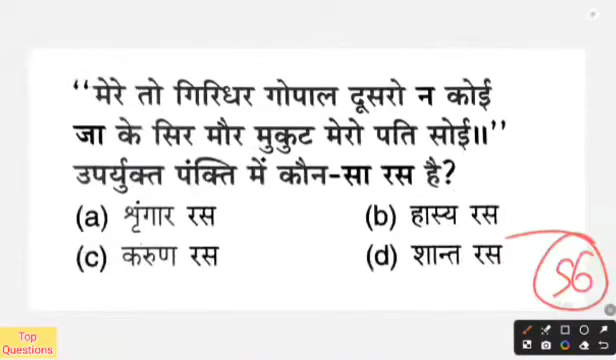 ‘‘मेरे तो गिरिधर गोपाल दूसरो न कोई
जा के सिर मौर मुकुट मेरो पति सोई॥’’
उपर्युक्त पंक्ति में कौन-सा रस है?
(a) शृंगार रस (b) हास्य रस
(c) करुण रस (d) शान्त रस
56
Top
Questions